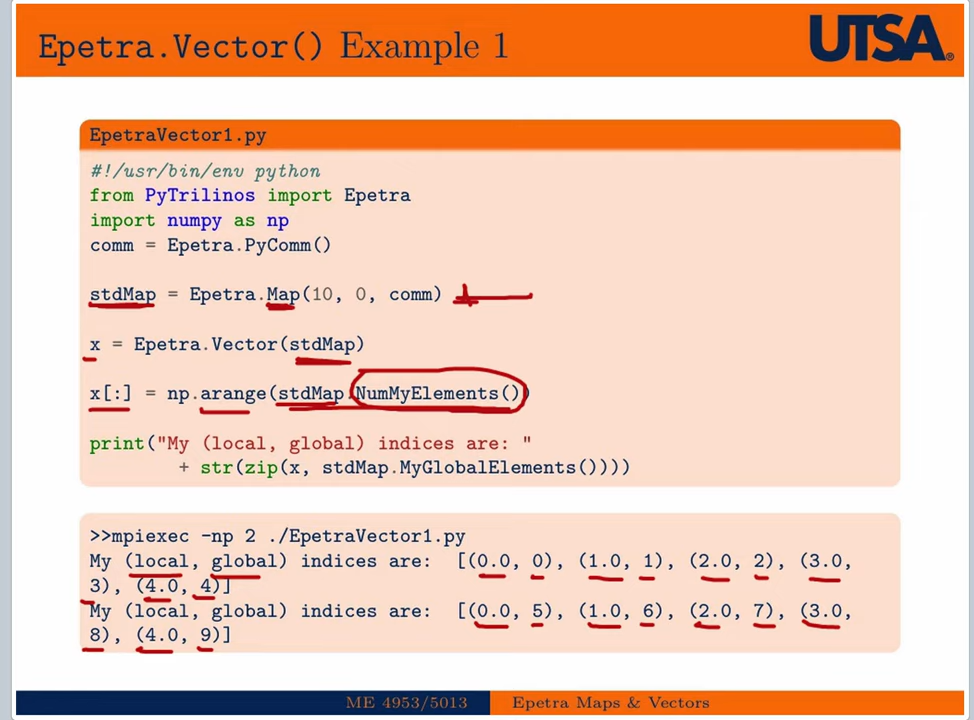 Epetra.Vector() Example 1
UTSA®
EpetraVector1.py
#!/usr/bin/env python
from PyTrilinos import Epetra
import numpy as np
comm = Epetra.PyComm()
stdMap = Epetra.Map(10, 0, comm)
x = Epetra.Vector(stdMap)
x[:] = np.arange(stdMap.NumMyElements())
print("My (local, global) indices are: "
+ str(zip(x, stdMap.MyGlobalElements())))
>>mpiexec -np 2 ./EpetraVector1.py
My (local, global) indices are: [(0.0, 0), (1.0, 1), (2.0, 2), (3.0,
3), (4.0, 4)]
My (local, global) indices are: [(0.0, 5), (1.0, 6), (2.0, 7), (3.0,
8), (4.0, 9)]
ME 4953/5013
Epetra Maps & Vectors